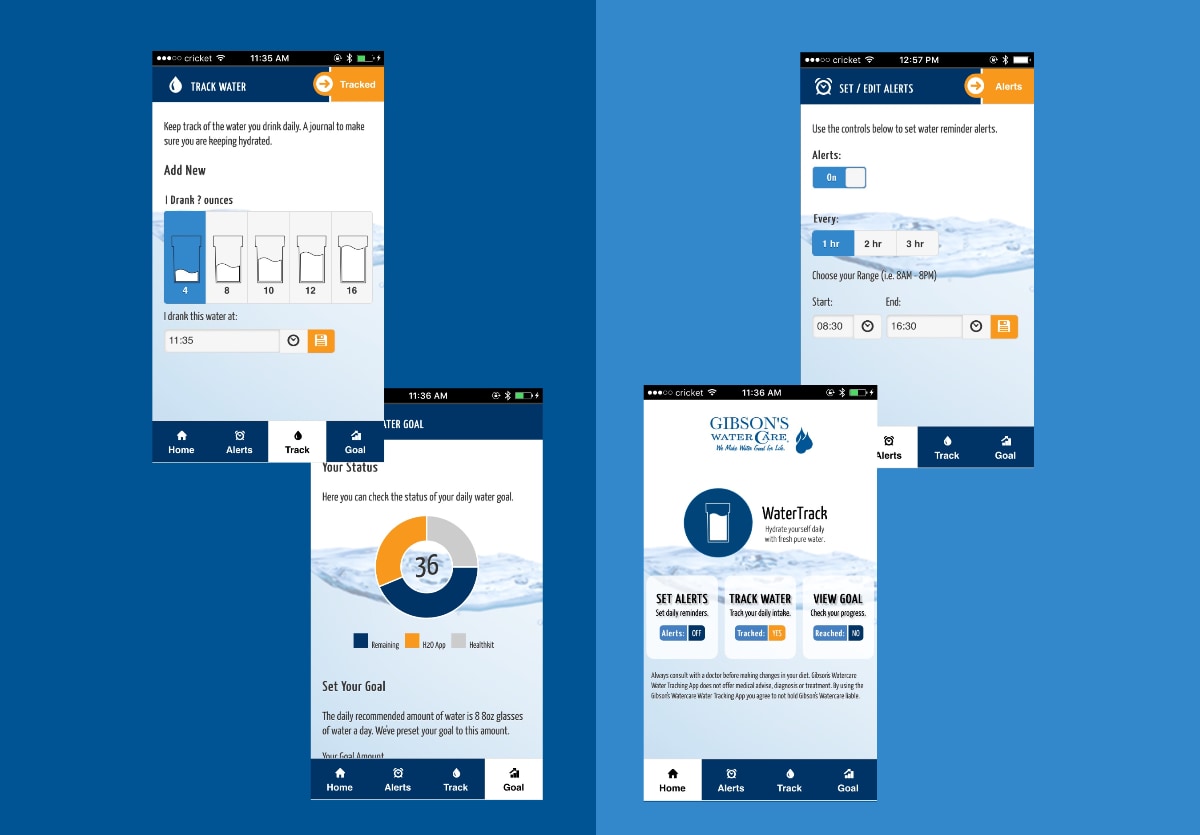 ●●●○○ cricket 11:35 AM
TRACK WATER
Tracked
Keep track of the water you drink daily. A journal to make
sure you are keeping hydrated.
Add New
I Drank ? ounces
4 8 10 12 16
I drank this water at:
11:35
Home Alerts Track Goal
11:36 AM
ATER GOAL
Your Status
Here you can check the status of your daily water goal.
36
Remaining H20 App Healthkit
Set Your Goal
The daily recommended amount of water is 8 8oz glasses
of water a day. We've preset your goal to this amount.
Your Goal Amount
Home Alerts Track Goal
●●●○○ cricket 12:57 PM
SET / EDIT ALERTS
Alerts
Use the controls below to set water reminder alerts.
Alerts:
On
Every:
1 hr 2 hr 3 hr
Choose your Range (i.e. 8AM - 8PM)
Start: End:
08:30 16:30
Alerts Track Goal
●●●○○ cricket 11:36 AM
GIBSON'S
WATERCARE
We Make Water Good for Life.
WaterTrack
Hydrate yourself daily
with fresh pure water.
SET ALERTS TRACK WATER VIEW GOAL
Set daily reminders. Track your daily intake. Check your progress.
Alerts: OFF Tracked: YES Reached: NO
Always consult with a doctor before making changes in your diet. Gibson's Watercare
Water Traching App does not offer medical advise, diagnosis or treatment. By using the
Gibson's Watercare Water Tracking App you agree to not hold Gibson's Watercare liable.
Home Alerts Track Goal